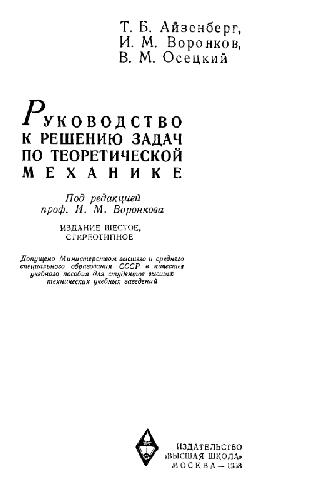 Т. Б. Айзенберг,
И. М. Воронков,
В. М. Осецкий
Руководство
к решению задач
по теоретической
механике
Под редакцией
проф. И. М. Воронкова
ИЗДАНИЕ ШЕСТОЕ,
СТЕРЕОТИПНОЕ
Допущено Министерством высшего и среднего
специального образования СССР в качестве
учебного пособия для студентов высших
технических учебных заведений
ИЗДАТЕЛЬСТВО
«ВЫСШАЯ ШКОЛА»
МОСКВА —